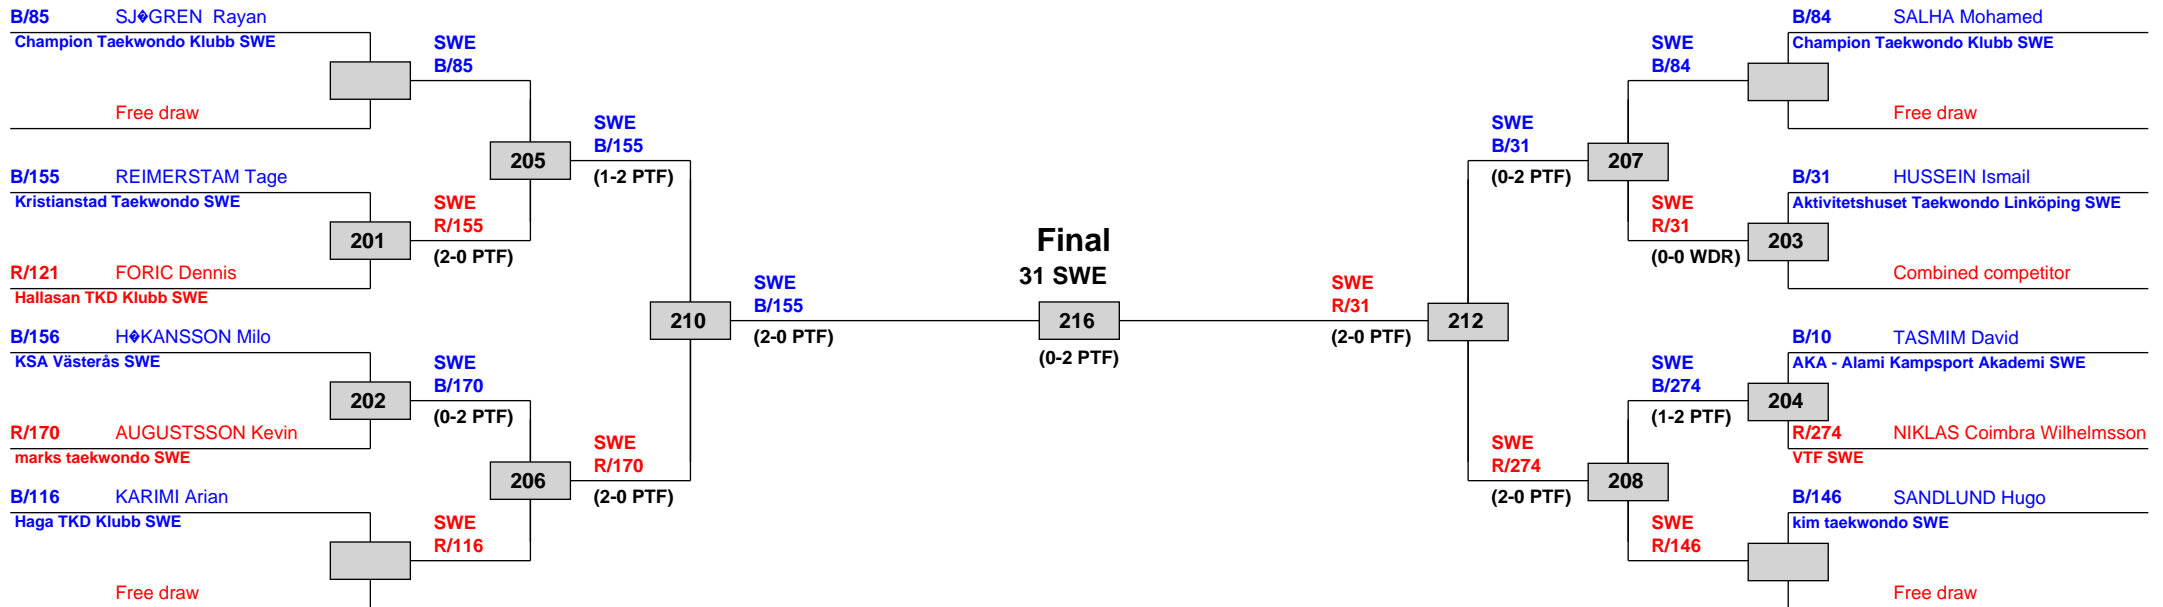 B/85 SJ�GREN Rayan
Champion Taekwondo Klubb SWE
Free draw
B/155 REIMERSTAM Tage
Kristianstad Taekwondo SWE
R/121 FORIC Dennis
Hallasan TKD Klubb SWE
B/156 H�KANSSON Milo
KSA Västerås SWE
R/170 AUGUSTSSON Kevin
marks taekwondo SWE
B/116 KARIMI Arian
Haga TKD Klubb SWE
Free draw
201
202
SWE
B/85
SWE
R/155
(2-0 PTF)
SWE
B/170
(0-2 PTF)
SWE
R/116
205
206
SWE
B/155
(1-2 PTF)
SWE
R/170
(2-0 PTF)
210
SWE
B/155
(2-0 PTF)
Final
31 SWE
216
(0-2 PTF)
SWE
R/31
(2-0 PTF)
212
SWE
B/31
(0-2 PTF)
SWE
R/274
(2-0 PTF)
207
208
SWE
B/84
SWE
R/31
(0-0 WDR)
SWE
B/274
(1-2 PTF)
SWE
R/146
203
204
B/84 SALHA Mohamed
Champion Taekwondo Klubb SWE
Free draw
B/31 HUSSEIN Ismail
Aktivitetshuset Taekwondo Linköping SWE
Combined competitor
B/10 TASMIM David
AKA - Alami Kampsport Akademi SWE
R/274 NIKLAS Coimbra Wilhelmsson
VTF SWE
B/146 SANDLUND Hugo
kim taekwondo SWE
Free draw